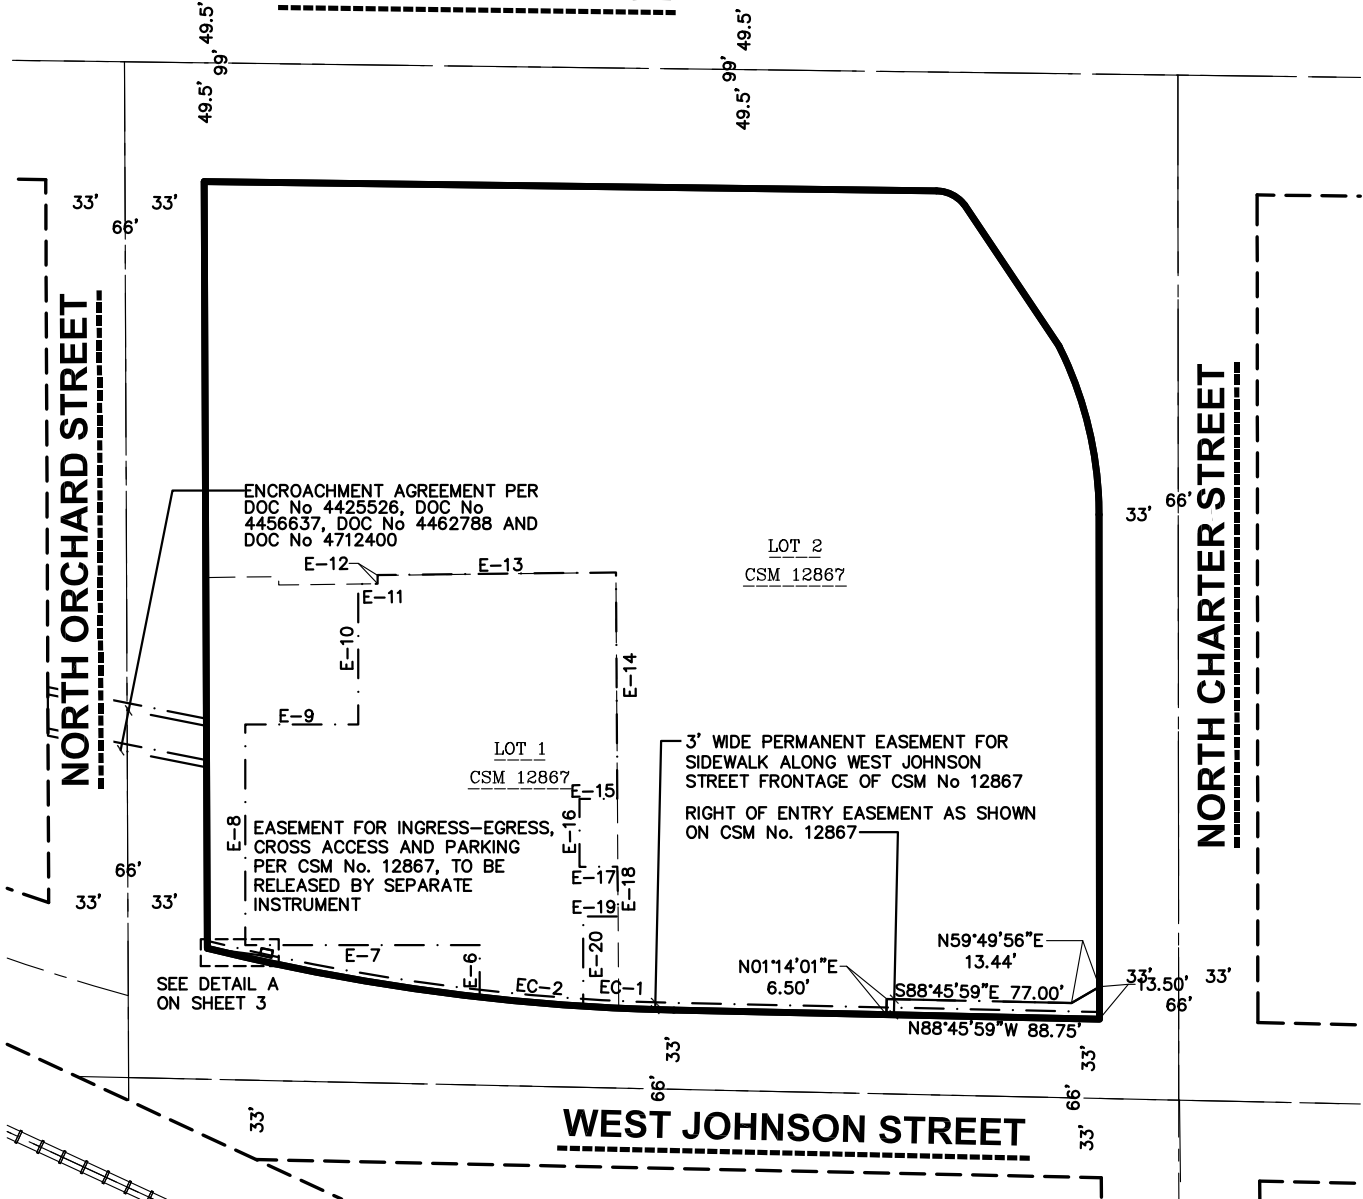 49.5'
99'
49.5'
49.5'
99'
49.5'
33'
33'
66'
NORTH ORCHARD STREET
ENCROACHMENT AGREEMENT PER
DOC No 4425526, DOC No
4456637, DOC No 4462788 AND
DOC No 4712400
E-12
E-13
E-11
E-10
E-14
E-9
LOT 2
CSM 12867
33'
66'
NORTH CHARTER STREET
LOT 1
CSM 12867
E-15
E-16
E-8
EASEMENT FOR INGRESS-EGRESS,
CROSS ACCESS AND PARKING
PER CSM No. 12867, TO BE
RELEASED BY SEPARATE
INSTRUMENT
E-17
E-18
E-19
E-20
3' WIDE PERMANENT EASEMENT FOR
SIDEWALK ALONG WEST JOHNSON
STREET FRONTAGE OF CSM No 12867
RIGHT OF ENTRY EASEMENT AS SHOWN
ON CSM No. 12867
66'
33'
33'
E-7
E-6
EC-2
EC-1
SEE DETAIL A
ON SHEET 3
N59°49'56"E
13.44'
N01°14'01"E
6.50'
S88°45'59"E 77.00'
N88°45'59"W 88.75'
33'
13.50'
33'
66'
33'
66'
33'
33'
66'
33'
WEST JOHNSON STREET